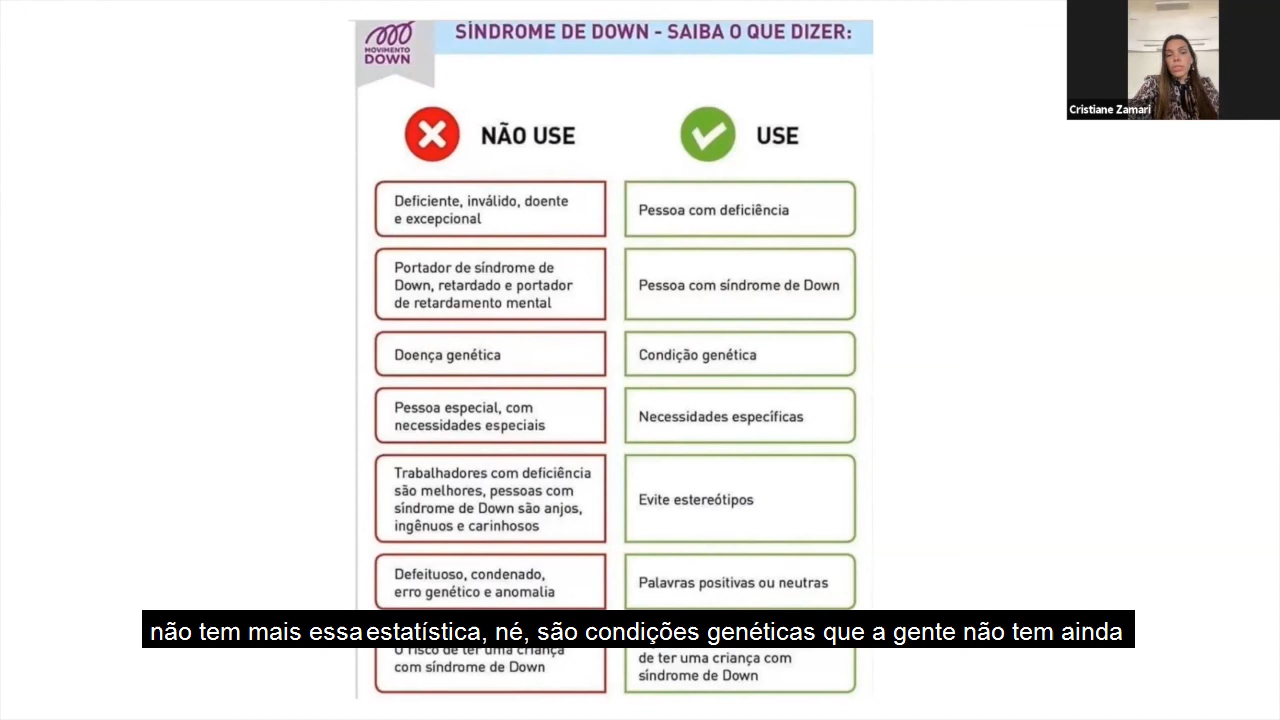 MOVIMENTO
DOWN
SÍNDROME DE DOWN - SAIBA O QUE DIZER:
Cristiane Zamari
NÃO USE
USE
Deficiente, inválido, doente
e excepcional
Pessoa com deficiência
Portador de síndrome de
Down, retardado e portador
de retardamento mental
Pessoa com síndrome de Down
Doença genética
Condição genética
Pessoa especial, com
necessidades especiais
Necessidades específicas
Trabalhadores com deficiência
são melhores, pessoas com
síndrome de Down são anjos,
ingênuos e carinhosos
Evite estereótipos
Defeituoso, condenado,
erro genético e anomalia
Palavras positivas ou neutras
não tem mais essa estatística, né, são condições genéticas que a gente não tem ainda
O risco de ter uma criança
com síndrome de Down
de ter uma criança com
síndrome de Down